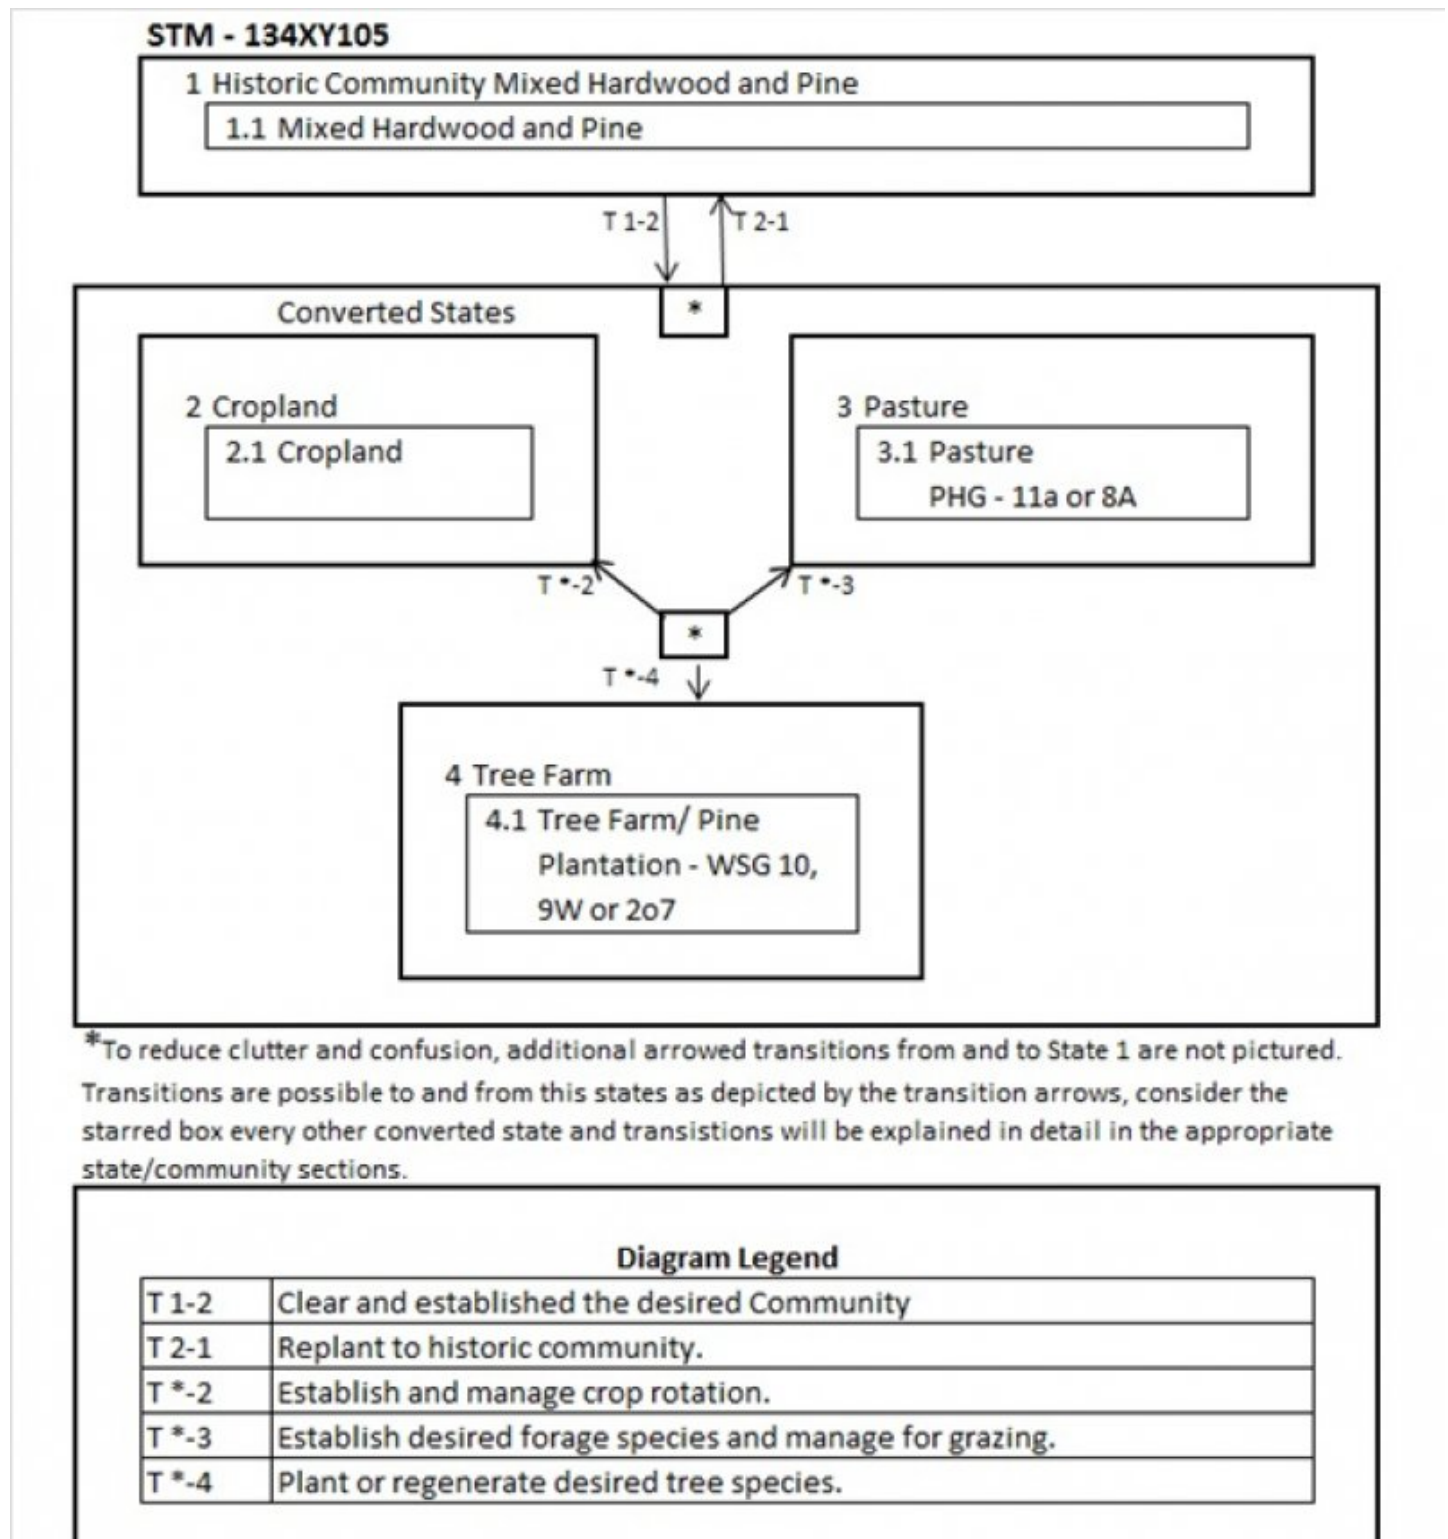 STM - 134XY105
1 Historic Community Mixed Hardwood and Pine
1.1 Mixed Hardwood and Pine
T 1-2
T 2-1
Converted States
*
2 Cropland
2.1 Cropland
3 Pasture
3.1 Pasture
PHG - 11a or 8A
T *-2
T *-3
*
T *-4
4 Tree Farm
4.1 Tree Farm/ Pine
Plantation - WSG 10,
9W or 2o7
*To reduce clutter and confusion, additional arrowed transitions from and to State 1 are not pictured.
Transitions are possible to and from this states as depicted by the transition arrows, consider the
starred box every other converted state and transistions will be explained in detail in the appropriate
state/community sections.
Diagram Legend
T 1-2 Clear and established the desired Community
T 2-1 Replant to historic community.
T *-2 Establish and manage crop rotation.
T *-3 Establish desired forage species and manage for grazing.
T *-4 Plant or regenerate desired tree species.